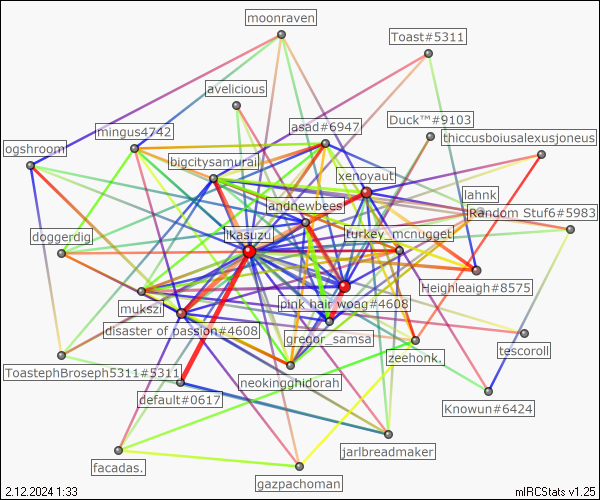 moonraven
Toast#5311
avelicious
asad#6947
Duck™#9103
mingus4742
thiccusboiusalexusjoneus
ogshroom
bigcitysamurai
xenoyaut
lahnk
andnewbees
Random Stuf6#5983
doggerdig
ikasuzu
turkey_mcnugget
Heighleigh#8575
pink hair woag#4608
mukszi
disaster of passion#4608
gregor_samsa
tescoroll
zeehonk.
ToastephBroseph5311#5311
neokingghidorah
default#0617
Knowun#6424
jarlbreadmaker
facadas.
gazpachoman
2.12.2024 1:33
mIRCStats v1.25